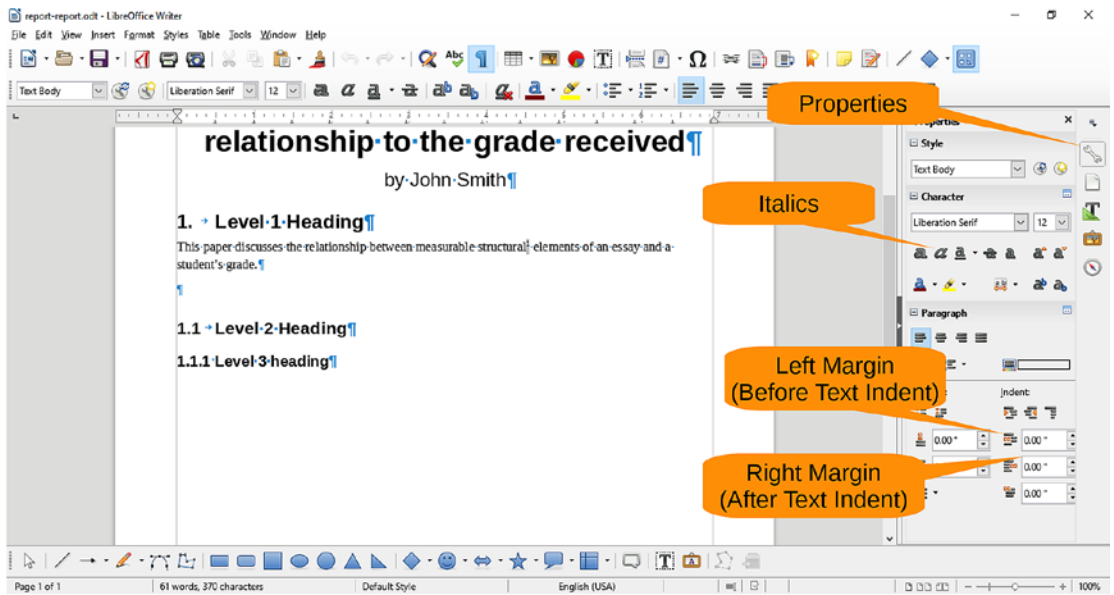 report-report.odt - LibreOffice Writer
File Edit View Insert Format Styles Table Tools Window Help
Text Body Liberation Serif 12
Properties
Properties
Style
Text Body
Italics
Character
Liberation Serif 12
relationship·to·the·grade·received¶
by·John·Smith¶
1. → Level·1·Heading¶
This·paper·discusses·the·relationship·between·measurable·structural·elements·of·an·essay·and·a·
student's·grade.¶
¶
1.1 → Level·2·Heading¶
1.1.1·Level·3·heading¶
Paragraph
Left Margin
(Before Text Indent)
Indent:
0.00 " 0.00 "
Right Margin
(After Text Indent)
0.00 "
0.00 "
Page 1 of 1 61 words, 370 characters Default Style English (USA) 100%